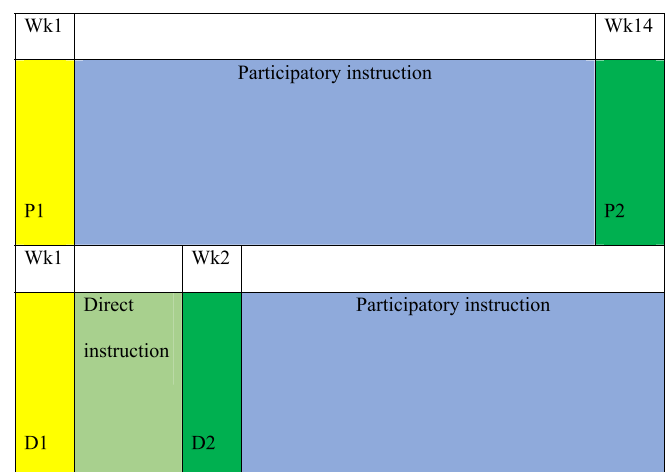 Wk1 Wk14
Participatory instruction
P1 P2
Wk1 Wk2
Direct Participatory instruction
instruction
D1 D2